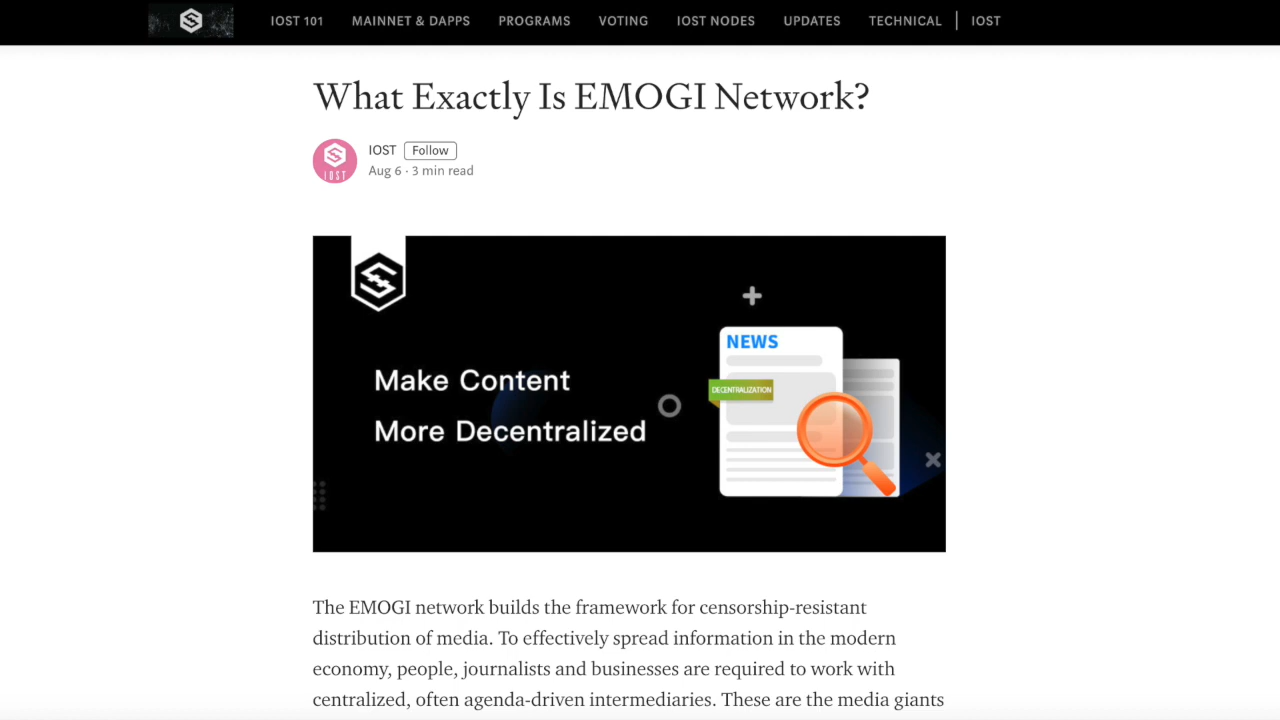 IOST 101 MAINNET & DAPPS PROGRAMS VOTING IOST NODES UPDATES TECHNICAL IOST
What Exactly Is EMOGI Network?
IOST Follow
Aug 6 · 3 min read
IOST
NEWS
DECENTRALIZATION
Make Content
More Decentralized
The EMOGI network builds the framework for censorship-resistant
distribution of media. To effectively spread information in the modern
economy, people, journalists and businesses are required to work with
centralized, often agenda-driven intermediaries. These are the media giants